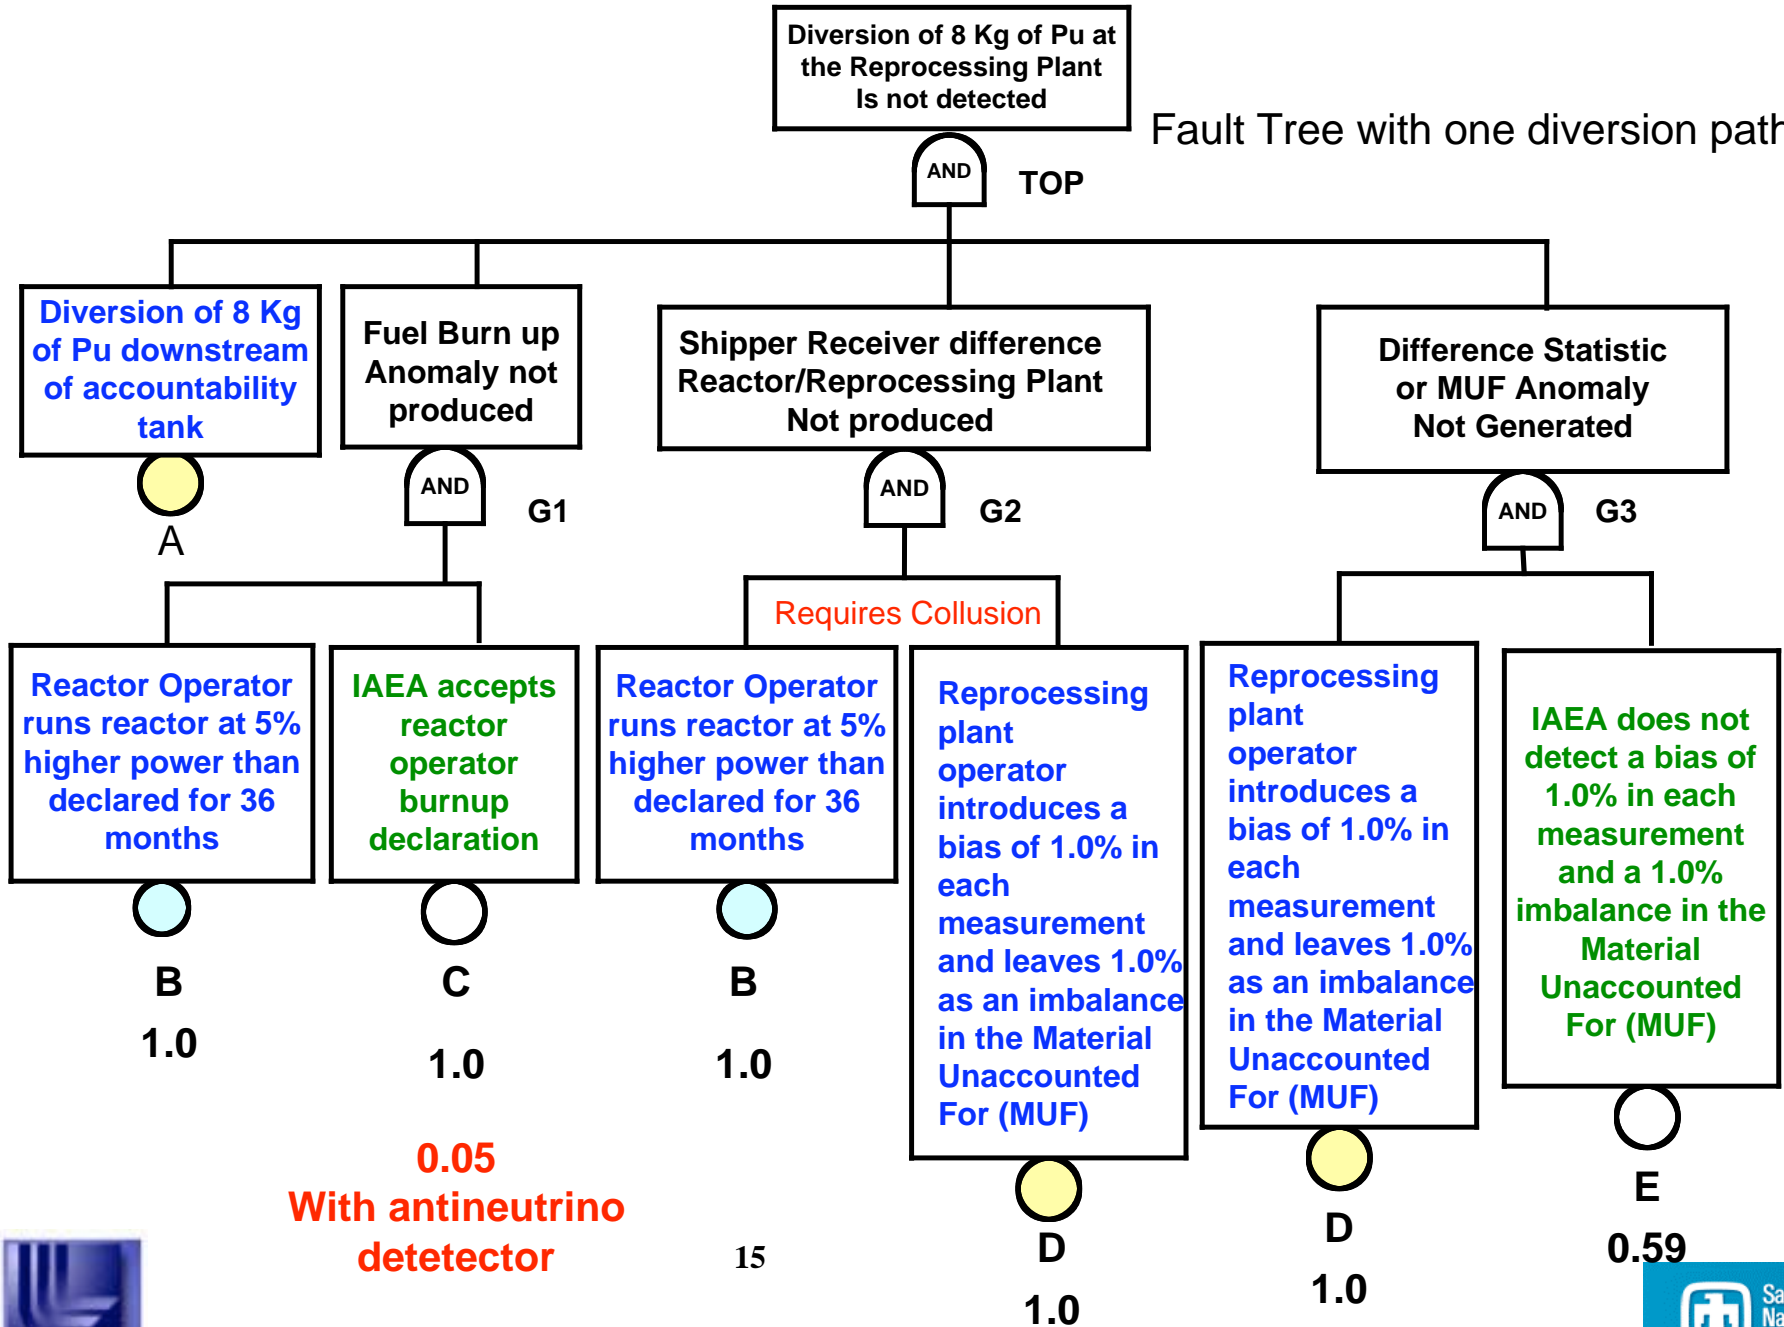 Diversion of 8 Kg of Pu at
the Reprocessing Plant
Is not detected
Fault Tree with one diversion path
AND
TOP
Diversion of 8 Kg
of Pu downstream
of accountability
tank
A
Fuel Burn up
Anomaly not
produced
AND
G1
Shipper Receiver difference
Reactor/Reprocessing Plant
Not produced
AND
G2
Difference Statistic
or MUF Anomaly
Not Generated
AND
G3
Requires Collusion
Reactor Operator
runs reactor at 5%
higher power than
declared for 36
months
B
1.0
IAEA accepts
reactor
operator
burnup
declaration
C
1.0
0.05
With antineutrino
detetector
Reactor Operator
runs reactor at 5%
higher power than
declared for 36
months
B
1.0
Reprocessing
plant
operator
introduces a
bias of 1.0% in
each
measurement
and leaves 1.0%
as an imbalance
in the Material
Unaccounted
For (MUF)
D
1.0
Reprocessing
plant
operator
introduces a
bias of 1.0% in
each
measurement
and leaves 1.0%
as an imbalance
in the Material
Unaccounted
For (MUF)
D
1.0
IAEA does not
detect a bias of
1.0% in each
measurement
and a 1.0%
imbalance in the
Material
Unaccounted
For (MUF)
E
0.59
15